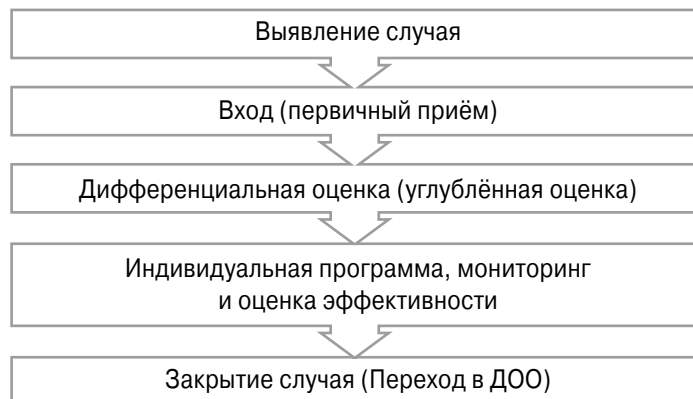 Выявление случая
Вход (первичный приём)
Дифференциальная оценка (углублённая оценка)
Индивидуальная программа, мониторинг
и оценка эффективности
Закрытие случая (Переход в ДОО)